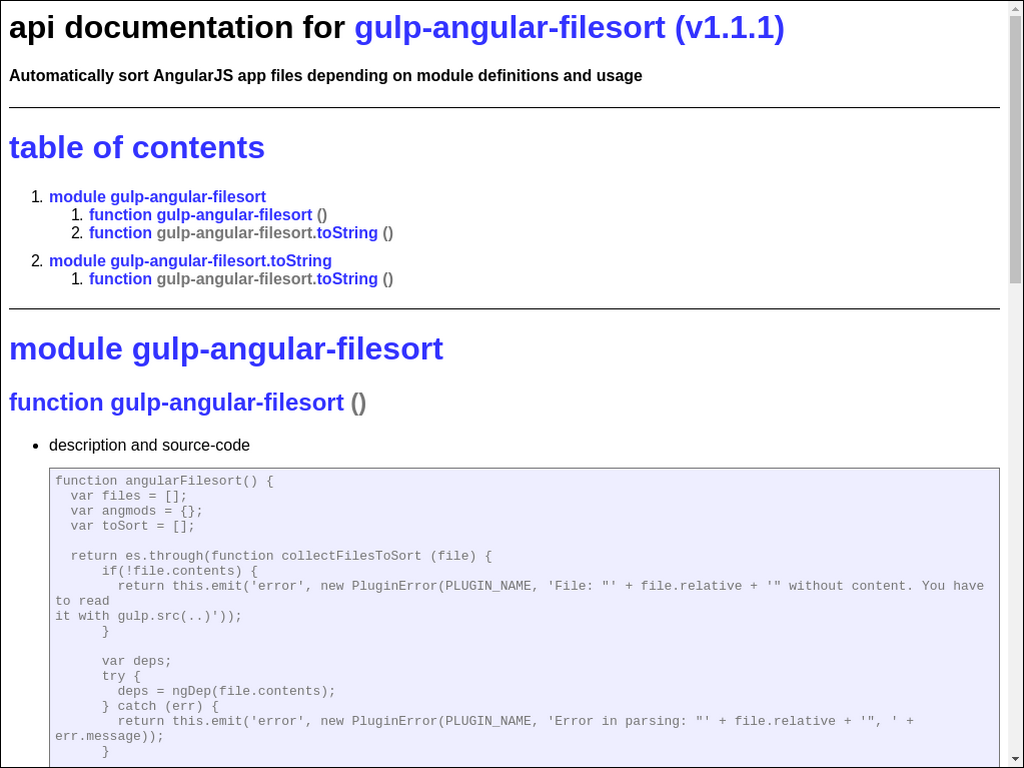 api documentation for gulp-angular-filesort (v1.1.1)
Automatically sort AngularJS app files depending on module definitions and usage
table of contents
1. module gulp-angular-filesort
1. function gulp-angular-filesort ()
2. function gulp-angular-filesort.toString ()
2. module gulp-angular-filesort.toString
1. function gulp-angular-filesort.toString ()
module gulp-angular-filesort
function gulp-angular-filesort ()
• description and source-code
function angularFilesort() {
  var files = [];
  var angmods = {};
  var toSort = [];

  return es.through(function collectFilesToSort (file) {
      if(!file.contents) {
        return this.emit('error', new PluginError(PLUGIN_NAME, 'File: "' + file.relative + '" without content. You have
to read
it with gulp.src(..)'));
      }

      var deps;
      try {
        deps = ngDep(file.contents);
      } catch (err) {
        return this.emit('error', new PluginError(PLUGIN_NAME, 'Error in parsing: "' + file.relative + '", ' +
err.message));
      }